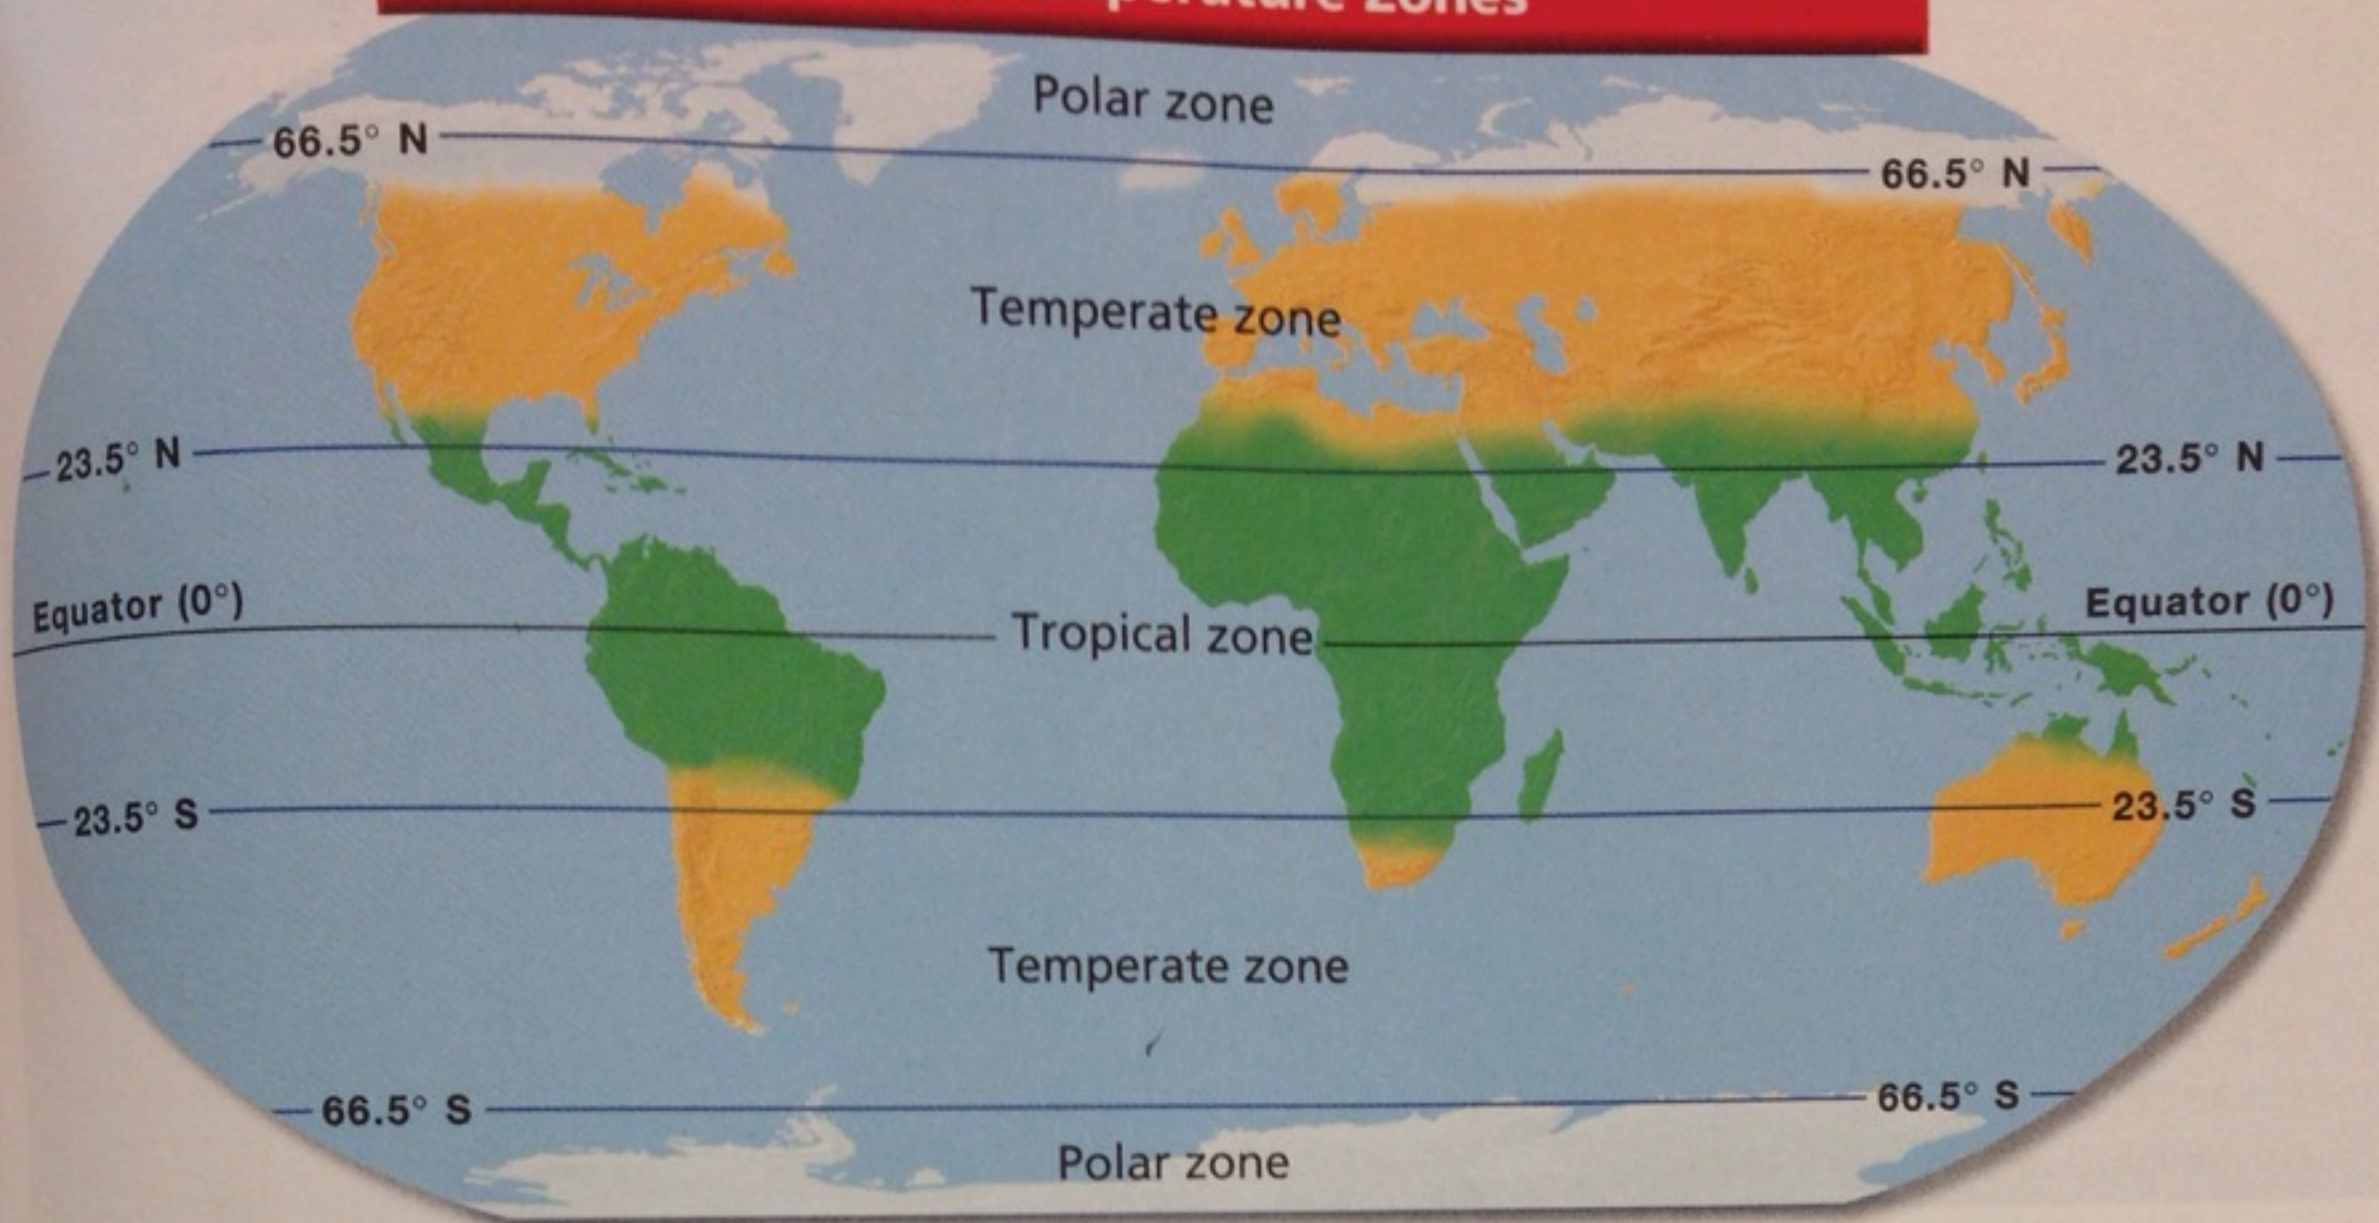 Zones
Polar zone
66.5° N
66.5° N
Temperate zone
23.5° N
23.5° N
Equator (0°)
Equator (0°)
Tropical zone
23.5° S
23.5° S
Temperate zone
66.5° S
66.5° S
Polar zone